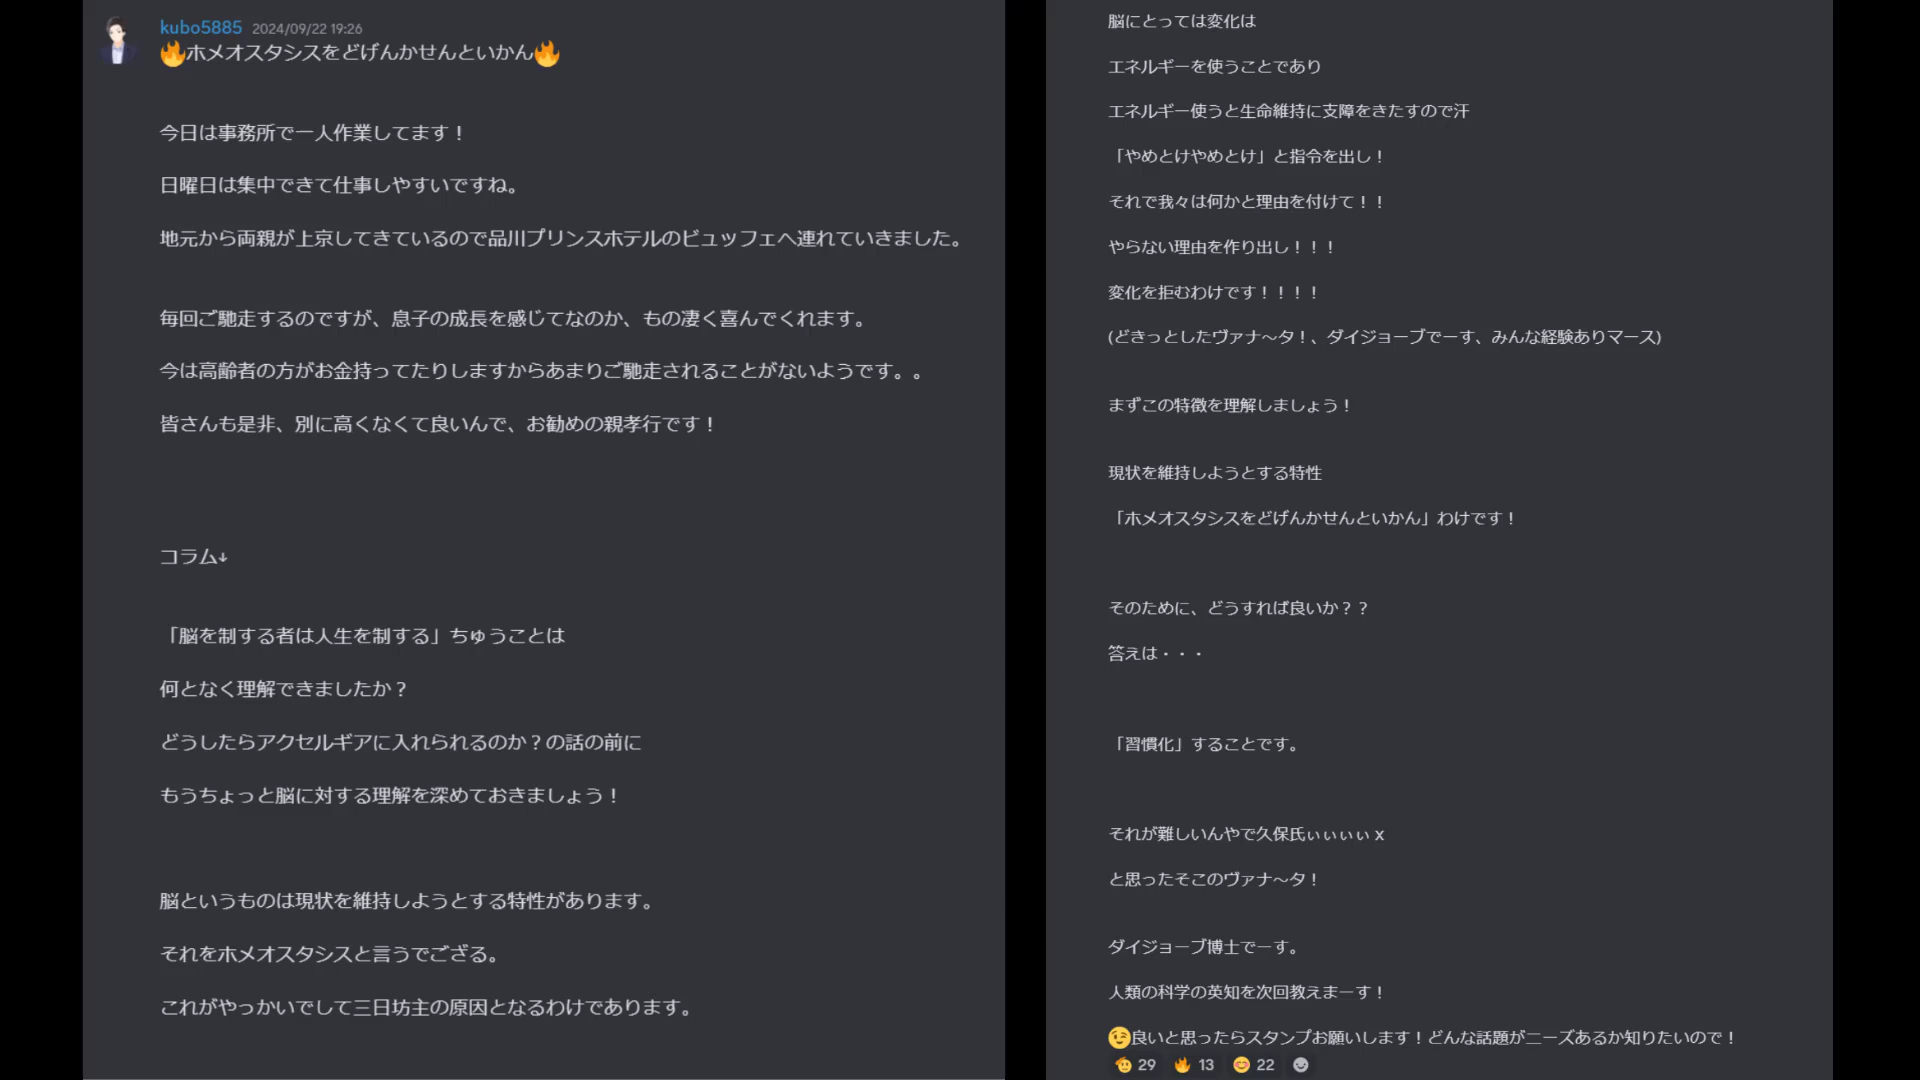 kubo5885 2024/09/22 19:26
🔥ホメオスタシスをどげんかせんといかん🔥
今日は事務所で一人作業してます！
日曜日は集中できて仕事しやすいですね。
地元から両親が上京してきているので品川プリンスホテルのビュッフェへ連れていきました。
毎回ご馳走するのですが、息子の成長を感じてなのか、もの凄く喜んでくれます。
今は高齢者の方がお金持ってたりしますからあまりご馳走されることがないようです。。
皆さんも是非、別に高くなくて良いんで、お勧めの親孝行です！
コラム↓
「脳を制する者は人生を制する」ちゅうことは
何となく理解できましたか？
どうしたらアクセルギアに入れられるのか？の話の前に
もうちょっと脳に対する理解を深めておきましょう！
脳というものは現状を維持しようとする特性があります。
それをホメオスタシスと言うでござる。
これがやっかいでして三日坊主の原因となるわけであります。
脳にとっては変化は
エネルギーを使うことであり
エネルギー使うと生命維持に支障をきたすので汗
「やめとけやめとけ」と指令を出し！
それで我々は何かと理由を付けて！！
やらない理由を作り出し！！！
変化を拒むわけです！！！！
(どきっとしたヴァナ～タ！、ダイジョーブでーす、みんな経験ありマース)
まずこの特徴を理解しましょう！
現状を維持しようとする特性
「ホメオスタシスをどげんかせんといかん」わけです！
そのために、どうすれば良いか？？
答えは・・・
「習慣化」することです。
それが難しいんやで久保氏ぃぃぃぃｘ
と思ったそこのヴァナ～タ！
ダイジョーブ博士でーす。
人類の科学の英知を次回教えまーす！
😉良いと思ったらスタンプお願いします！どんな話題がニーズあるか知りたいので！
🫡 29 🔥 13 😊 22